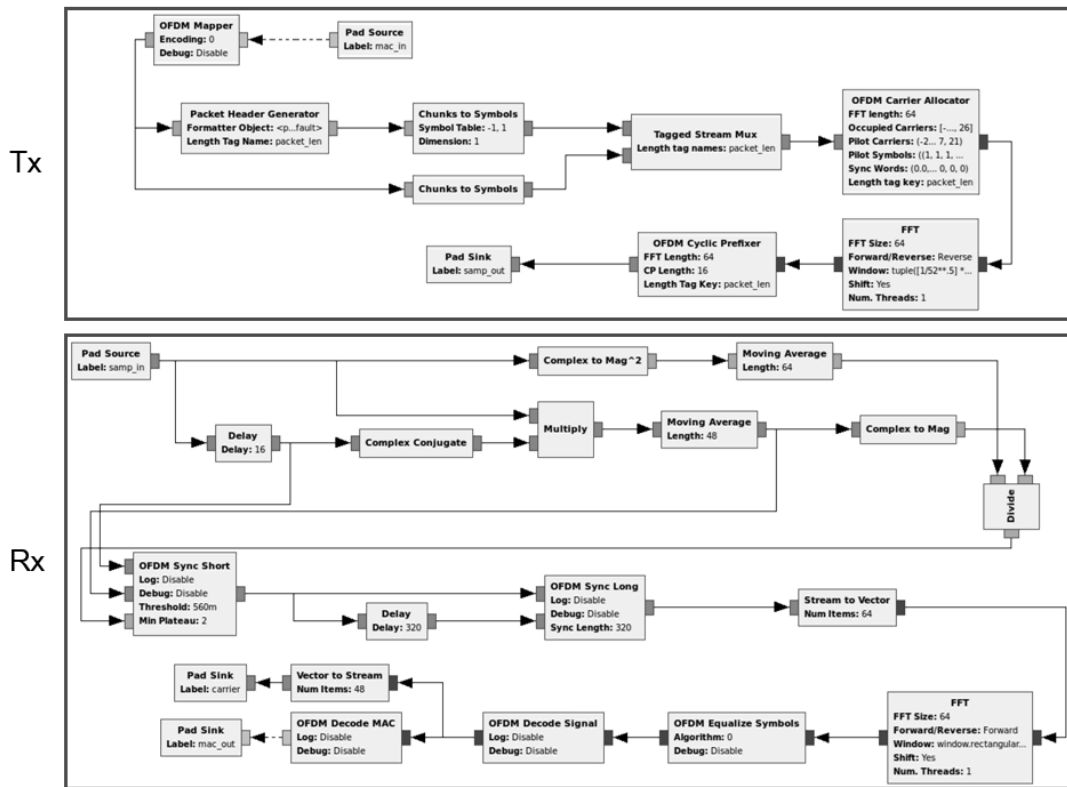 Tx
OFDM Mapper
Encoding: 0
Debug: Disable
Pad Source
Label: mac_in
Packet Header Generator
Formatter Object: <p...fault>
Length Tag Name: packet_len
Chunks to Symbols
Symbol Table: -1, 1
Dimension: 1
Chunks to Symbols
Tagged Stream Mux
Length tag names: packet_len
OFDM Carrier Allocator
FFT length: 64
Occupied Carriers: [-..., 26]
Pilot Carriers: (-2... 7, 21)
Pilot Symbols: ((1, 1, 1, ...
Sync Words: (0.0,... 0, 0, 0)
Length tag key: packet_len
Pad Sink
Label: samp_out
OFDM Cyclic Prefixer
FFT Length: 64
CP Length: 16
Length Tag Key: packet_len
FFT
FFT Size: 64
Forward/Reverse: Reverse
Window: tuple([1/52**.5] *...
Shift: Yes
Num. Threads: 1
Rx
Pad Source
Label: samp_in
Complex to Mag^2
Moving Average
Length: 64
Delay
Delay: 16
Complex Conjugate
Multiply
Moving Average
Length: 48
Complex to Mag
Divide
OFDM Sync Short
Log: Disable
Debug: Disable
Threshold: 560m
Min Plateau: 2
Delay
Delay: 320
OFDM Sync Long
Log: Disable
Debug: Disable
Sync Length: 320
Stream to Vector
Num Items: 64
Pad Sink
Label: carrier
Vector to Stream
Num Items: 48
Pad Sink
Label: mac_out
OFDM Decode MAC
Log: Disable
Debug: Disable
OFDM Decode Signal
Log: Disable
Debug: Disable
OFDM Equalize Symbols
Algorithm: 0
Debug: Disable
FFT
FFT Size: 64
Forward/Reverse: Forward
Window: window.rectangular...
Shift: Yes
Num. Threads: 1